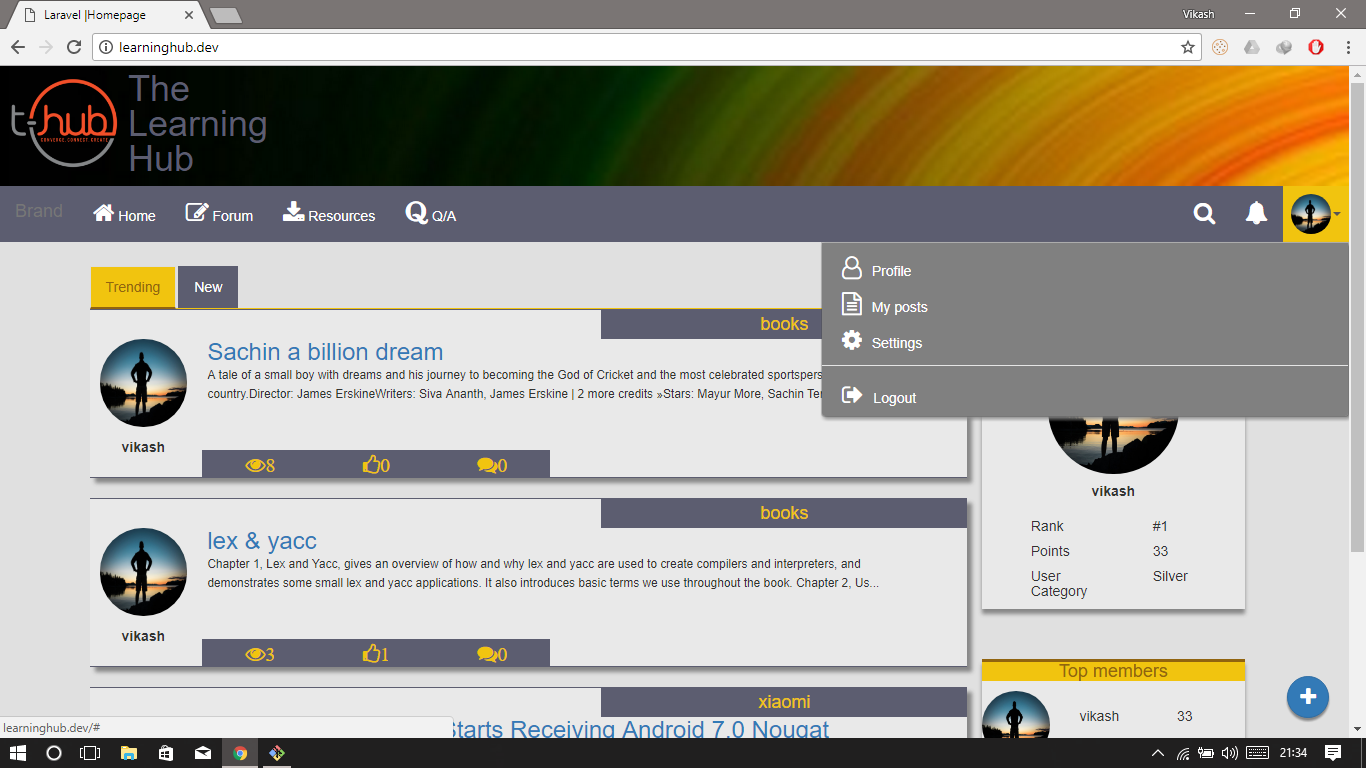 Laravel |Homepage
Vikash
learninghub.dev
t-hub
CONVERGE CONNECT CREATE
The
Learning
Hub
Brand
Home
Forum
Resources
Q/A
Profile
My posts
Settings
Logout
Trending
New
books
Sachin a billion dream
A tale of a small boy with dreams and his journey to becoming the God of Cricket and the most celebrated
country.Director: James ErskineWriters: Siva Ananth, James Erskine | 2 more credits »Stars: Mayur More, Sachin
vikash
8
0
0
books
lex & yacc
Chapter 1, Lex and Yacc, gives an overview of how and why lex and yacc are used to create compilers and interpreters, and
demonstrates some small lex and yacc applications. It also introduces basic terms we use throughout the book. Chapter 2, Us...
vikash
3
1
0
xiaomi
Starts Receiving Android 7.0 Nougat
vikash
Rank #1
Points 33
User Silver
Category
Top members
vikash 33
learninghub.dev/#
21:34